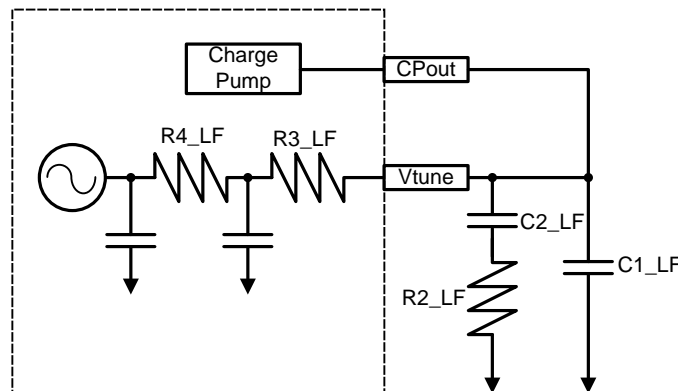 Charge
Pump
CPout
R4_LF
R3_LF
Vtune
C2_LF
C1_LF
R2_LF